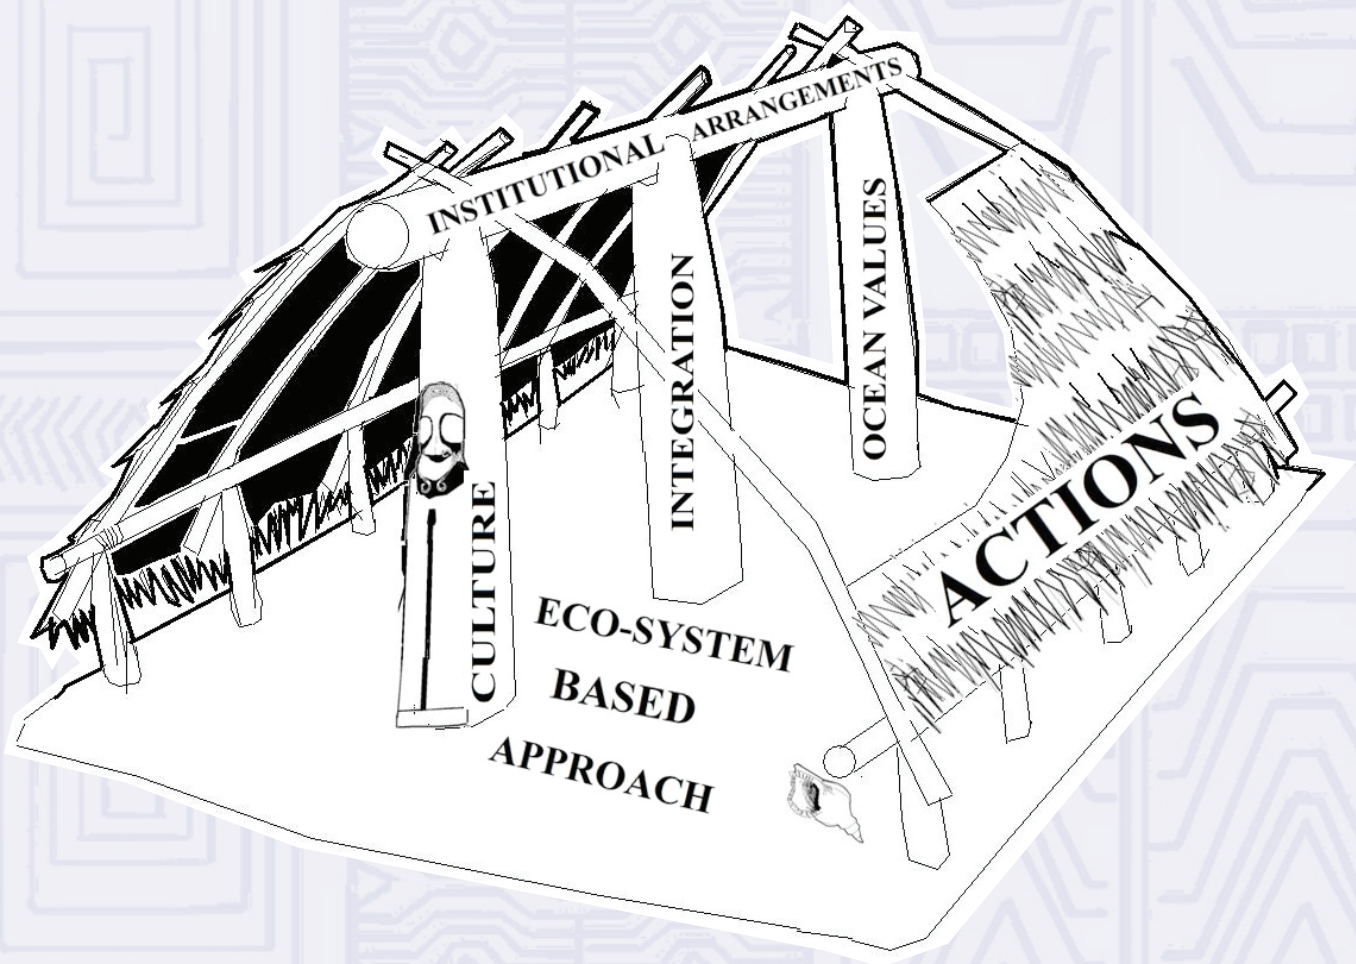 INSTITUTIONAL ARRANGEMENTS
CULTURE
INTEGRATION
OCEAN VALUES
ACTIONS
ECO-SYSTEM
BASED
APPROACH